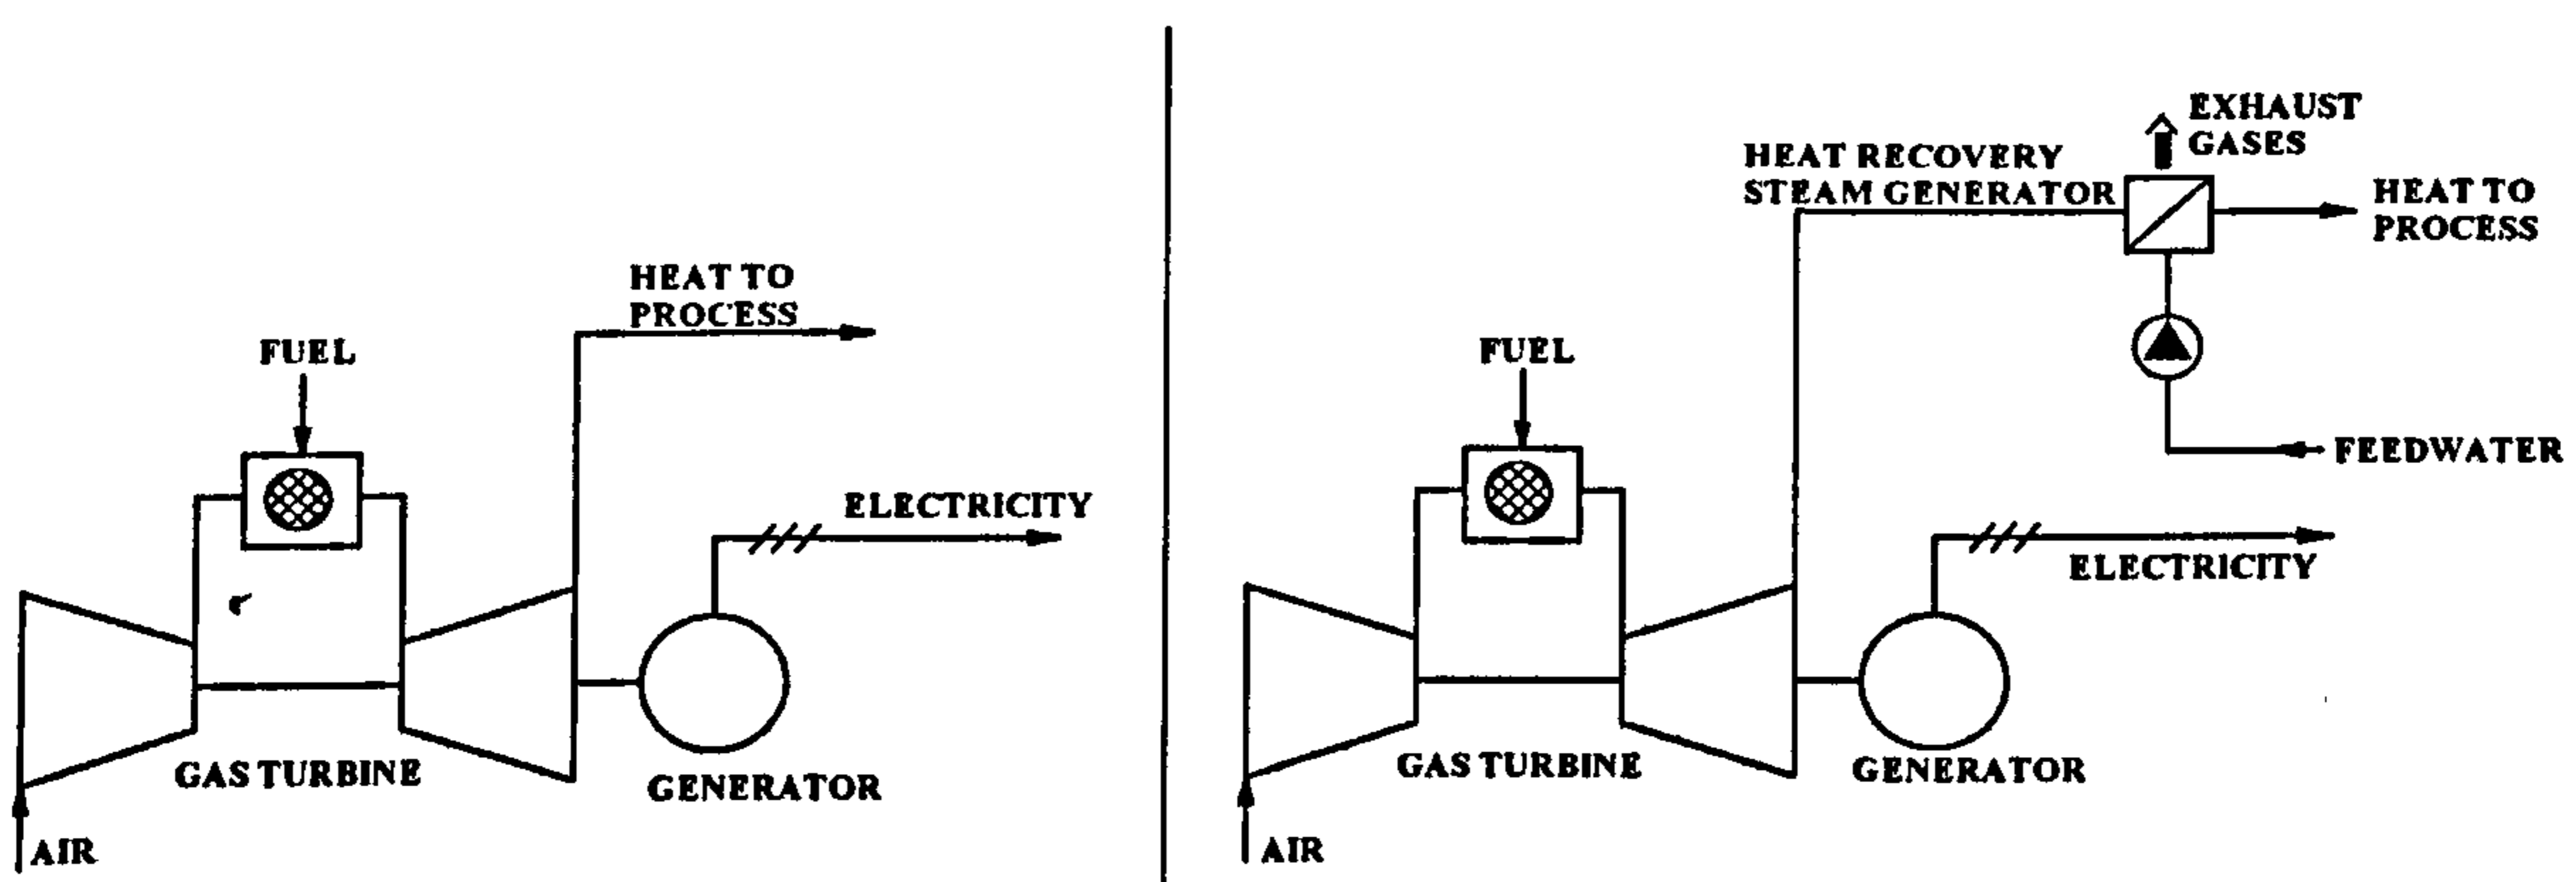 HEAT TO
PROCESS
FUEL
ELECTRICITY
GAS TURBINE
GENERATOR
AIR
EXHAUST
GASES
HEAT RECOVERY
STEAM GENERATOR
HEAT TO
PROCESS
FUEL
FEEDWATER
ELECTRICITY
GAS TURBINE
GENERATOR
AIR